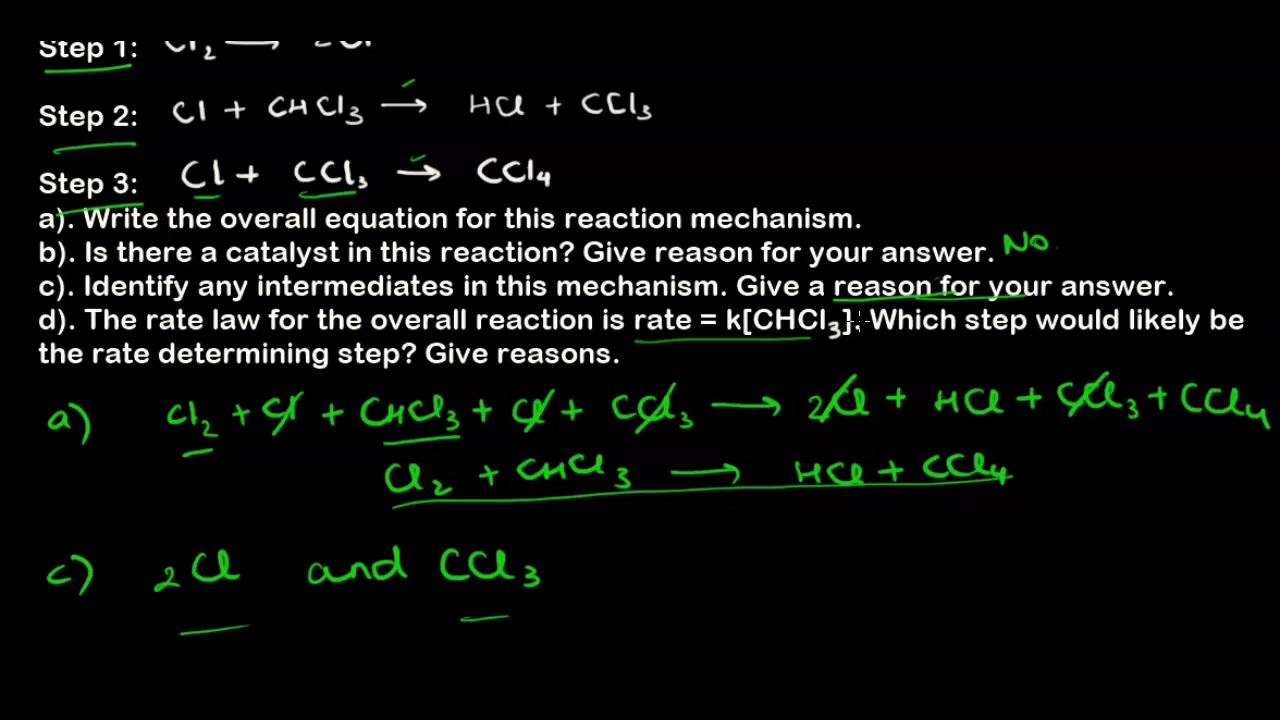 Step 1: Cl₂ ⟶ 2Cl
Step 2: Cl + CHCl₃ ⟶ HCl + CCl₃
Step 3: Cl + CCl₃ ⟶ CCl₄
a). Write the overall equation for this reaction mechanism.
b). Is there a catalyst in this reaction? Give reason for your answer. NO
c). Identify any intermediates in this mechanism. Give a reason for your answer.
d). The rate law for the overall reaction is rate = k[CHCl₃]. Which step would likely be
the rate determining step? Give reasons.
a) Cl₂ + Cl + CHCl₃ + Cl + CCl₃ ⟶ 2Cl + HCl + CCl₃ + CCl₄
Cl₂ + CHCl₃ ⟶ HCl + CCl₄
c) 2Cl and CCl₃